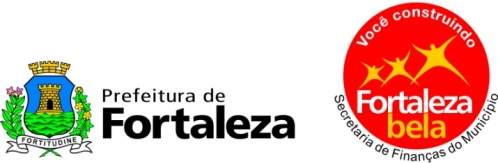 Prefeitura de
Fortaleza
FORTITUDINE
Você construindo
Fortaleza
bela
Secretaria de Finanças do Município